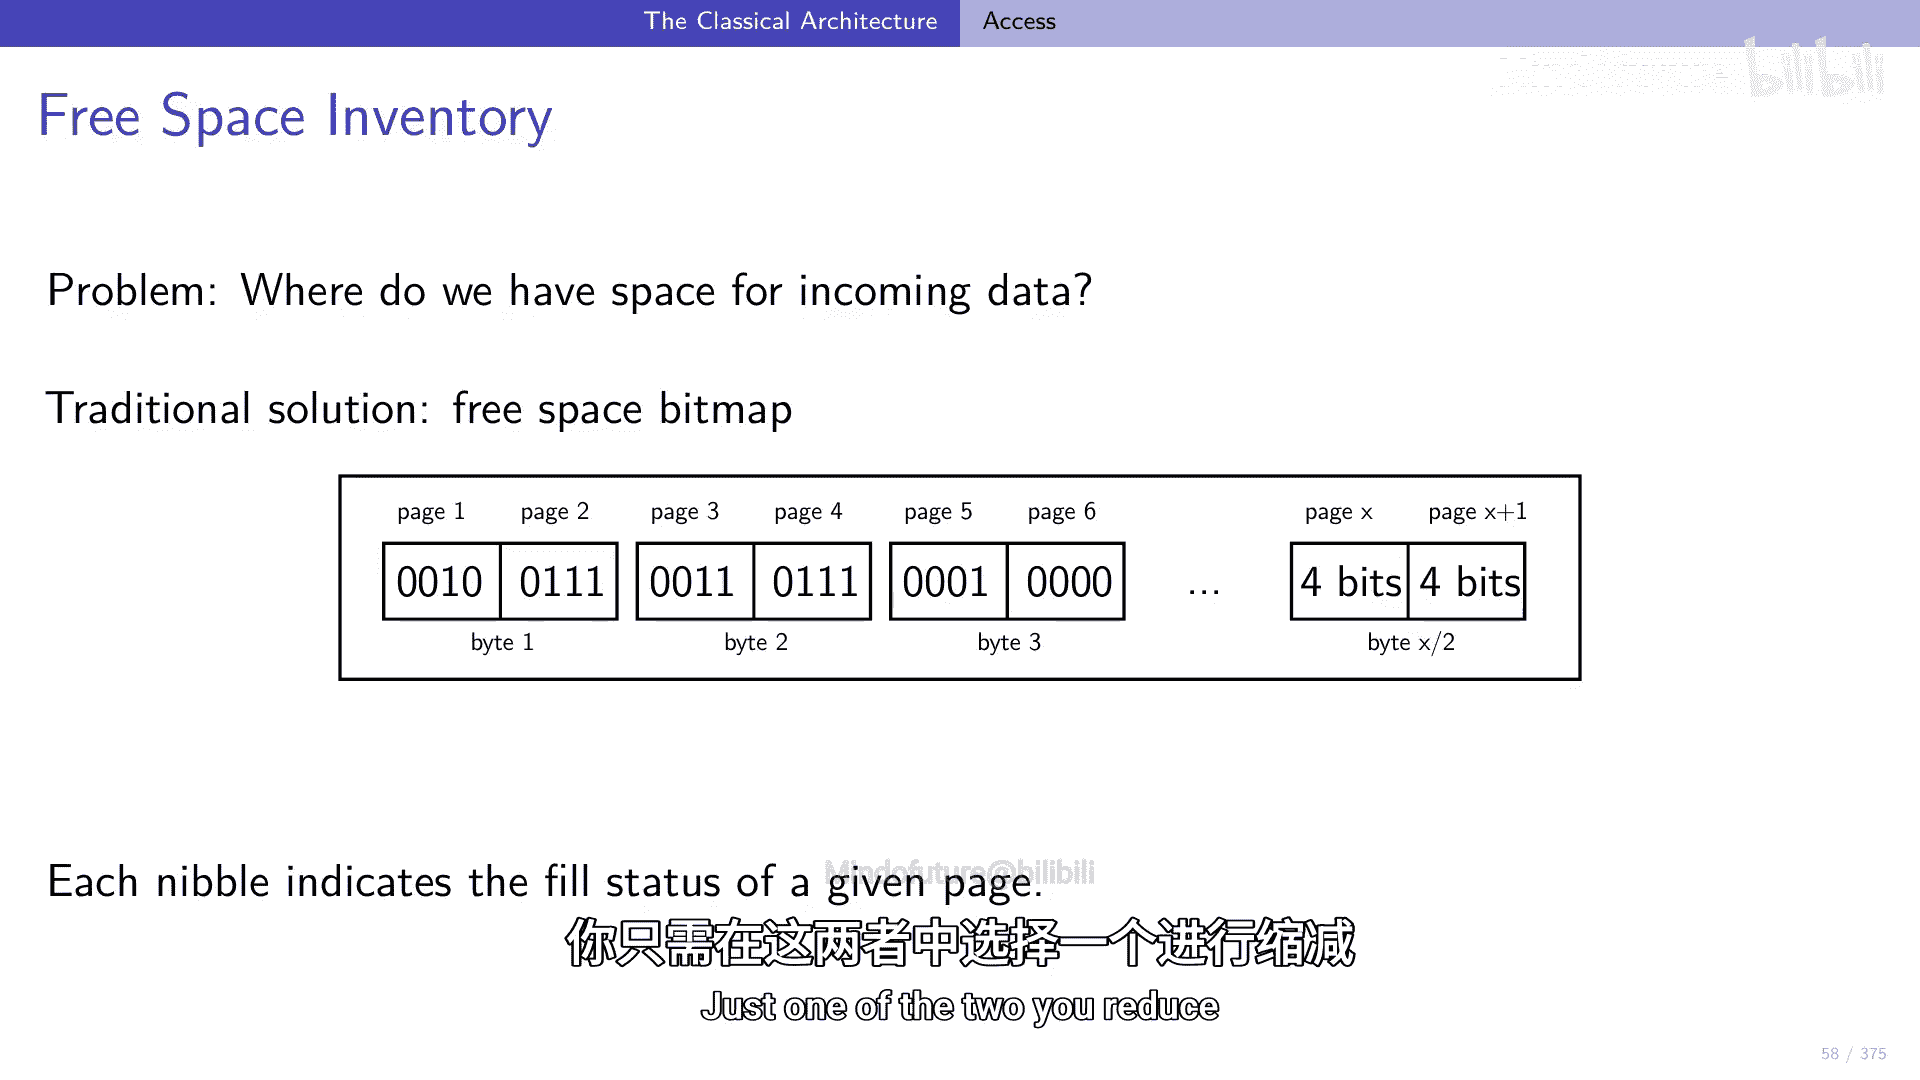 The Classical Architecture Access
bilibili
Free Space Inventory
Problem: Where do we have space for incoming data?
Traditional solution: free space bitmap
page 1 page 2 page 3 page 4 page 5 page 6 page x page x+1
0010 0111 0011 0111 0001 0000 ... 4 bits 4 bits
byte 1 byte 2 byte 3 byte x/2
Mindofuture@bilibili
Each nibble indicates the fill status of a given page.
你只需在这两者中选择一个进行缩减
Just one of the two you reduce
58 / 375